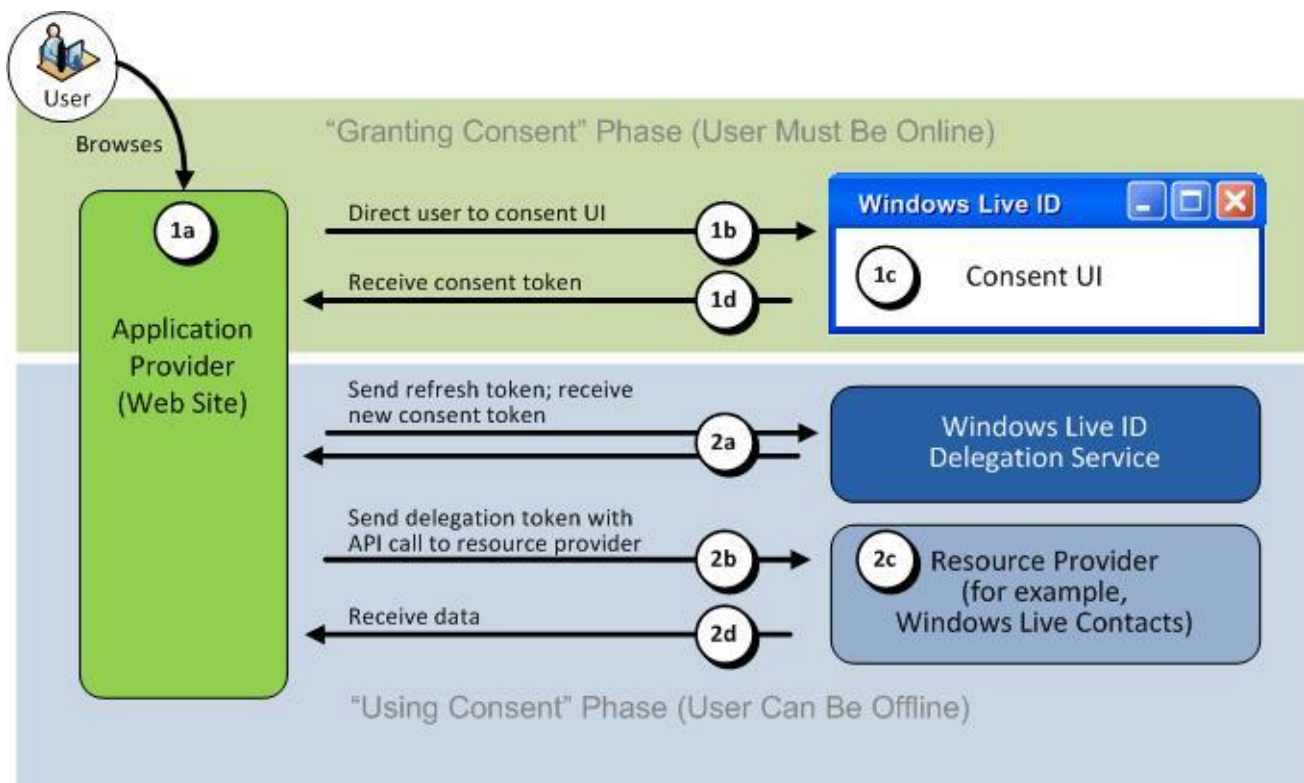 User
Browses
“Granting Consent” Phase (User Must Be Online)
1a
Direct user to consent UI
1b
Windows Live ID
1c
Consent UI
Receive consent token
1d
Application
Provider
(Web Site)
Send refresh token; receive
new consent token
2a
Windows Live ID
Delegation Service
Send delegation token with
API call to resource provider
2b
2c
Resource Provider
(for example,
Windows Live Contacts)
Receive data
2d
“Using Consent” Phase (User Can Be Offline)